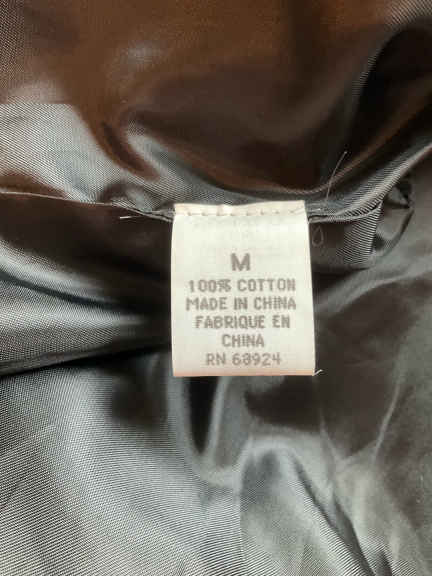 M
100% COTTON
MADE IN CHINA
FABRIQUE EN
CHINA
RN 68924